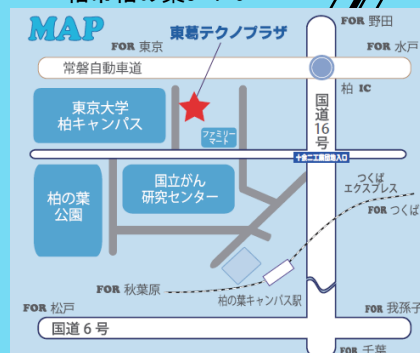 MAP
東葛テクノプラザ
FOR 野田
FOR 東京
FOR 水戸
常磐自動車道
柏 IC
東京大学
柏キャンパス
ファミリー
マート
国道16号
十余二工業団地入口
柏の葉
公園
国立がん
研究センター
つくば
エクスプレス
FOR つくば
FOR 秋葉原
柏の葉キャンパス駅
FOR 松戸
FOR 我孫子
国道 6 号
FOR 千葉